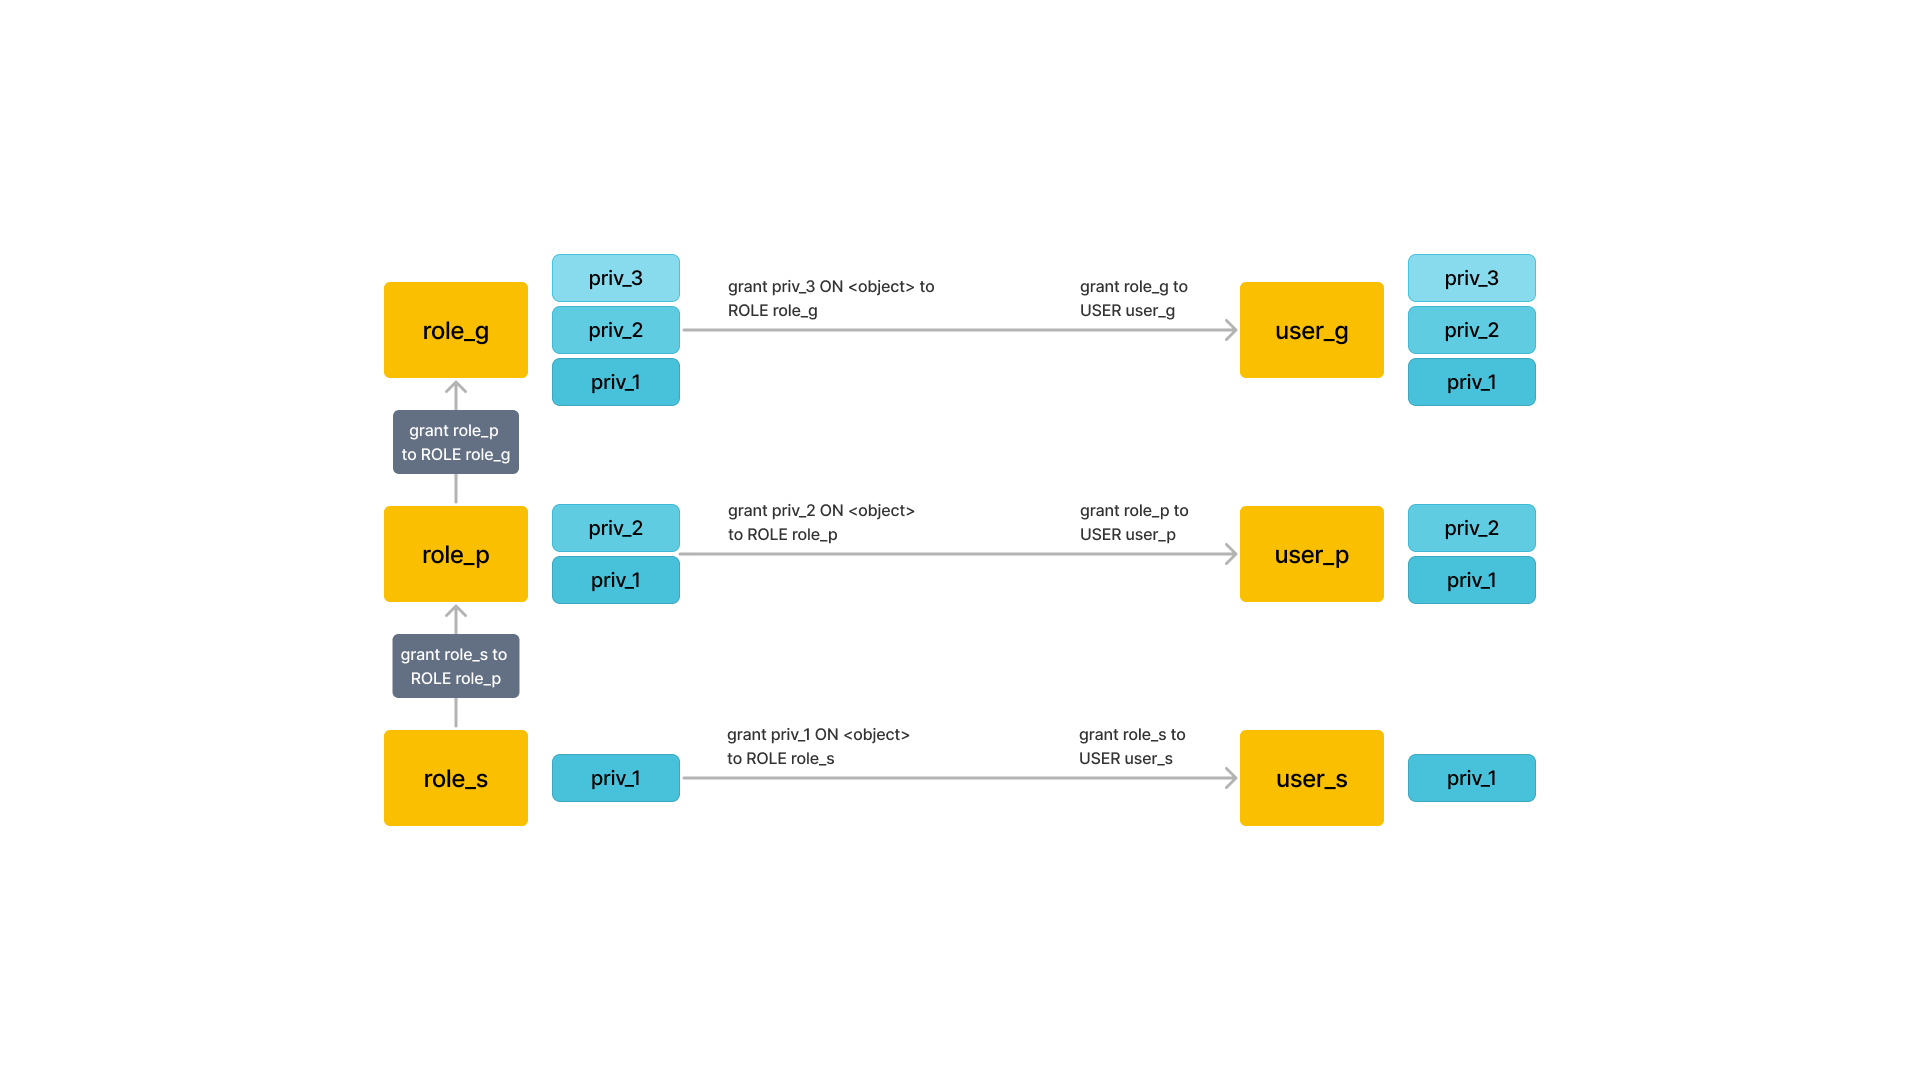 role_g
priv_3
priv_2
priv_1
grant priv_3 ON <object> to
ROLE role_g
grant role_g to
USER user_g
user_g
priv_3
priv_2
priv_1
grant role_p
to ROLE role_g
role_p
priv_2
priv_1
grant priv_2 ON <object>
to ROLE role_p
grant role_p to
USER user_p
user_p
priv_2
priv_1
grant role_s to
ROLE role_p
role_s
priv_1
grant priv_1 ON <object>
to ROLE role_s
grant role_s to
USER user_s
user_s
priv_1